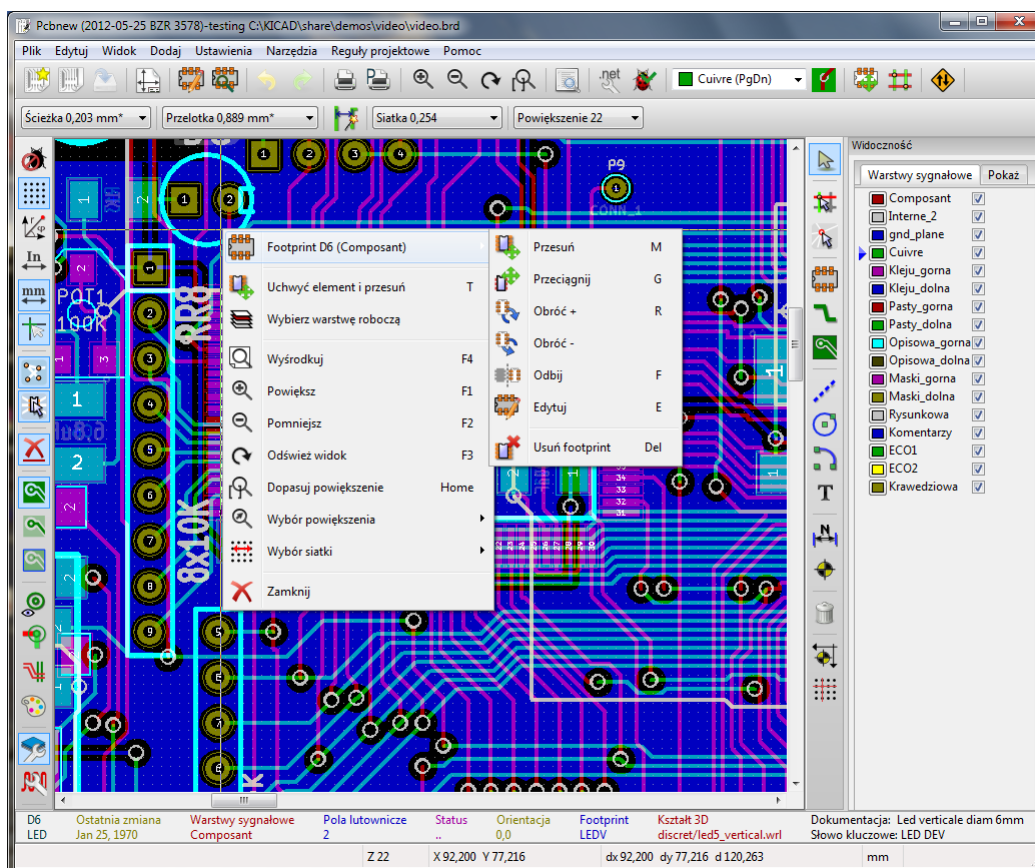 Pcbnew (2012-05-25 BZR 3578)-testing C:\KICAD\share\demos\video\video.brd
Plik Edytuj Widok Dodaj Ustawienia Narzędzia Reguły projektowe Pomoc
.net Cuivre (PgDn)
Ścieżka 0,203 mm* Przelotka 0,889 mm* Siatka 0,254 Powiększenie 22
Widoczność
Warstwy sygnałowe Pokaż
Composant
Interne_2
gnd_plane
Cuivre
Kleju_gorna
Kleju_dolna
Pasty_gorna
Pasty_dolna
Opisowa_gorna
Opisowa_dolna
Maski_gorna
Maski_dolna
Rysunkowa
Komentarzy
ECO1
ECO2
Krawedziowa
In
mm
P9
CONN_1
POT1
100K
RR8
8x10K
Footprint D6 (Composant)
Uchwyć element i przesuń T
Wybierz warstwę roboczą
Wyśrodkuj F4
Powiększ F1
Pomniejsz F2
Odśwież widok F3
Dopasuj powiększenie Home
Wybór powiększenia
Wybór siatki
Zamknij
Przesuń M
Przeciągnij G
Obróć + R
Obróć -
Odbij F
Edytuj E
Usuń footprint Del
D6 Ostatnia zmiana Warstwy sygnałowe Pola lutownicze Status Orientacja Footprint Kształt 3D Dokumentacja: Led verticale diam 6mm
LED Jan 25, 1970 Composant 2 .. 0,0 LEDV discret/led5_vertical.wrl Słowo kluczowe: LED DEV
Z 22 X 92,200 Y 77,216 dx 92,200 dy 77,216 d 120,263 mm